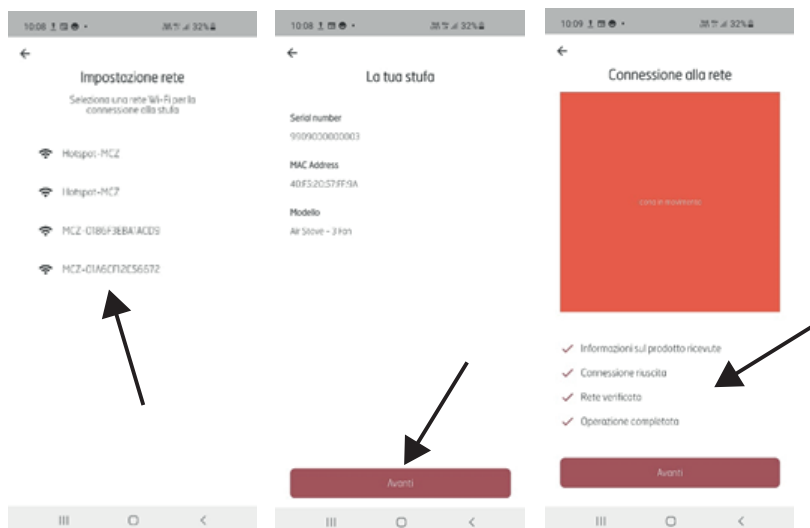 10:08
32%
Impostazione rete
Seleziona una rete Wi-Fi per la
connessione alla stufa
Hotspot-MCZ
Hotspot-MCZ
10:08
32%
La tua stufa
Serial number
MAC Address
Modello
Air Stove - 3 Fan
Avanti
10:09
32%
Connessione alla rete
Informazioni sul prodotto ricevute
Connessione riuscita
Rete verificata
Operazione completata
Avanti